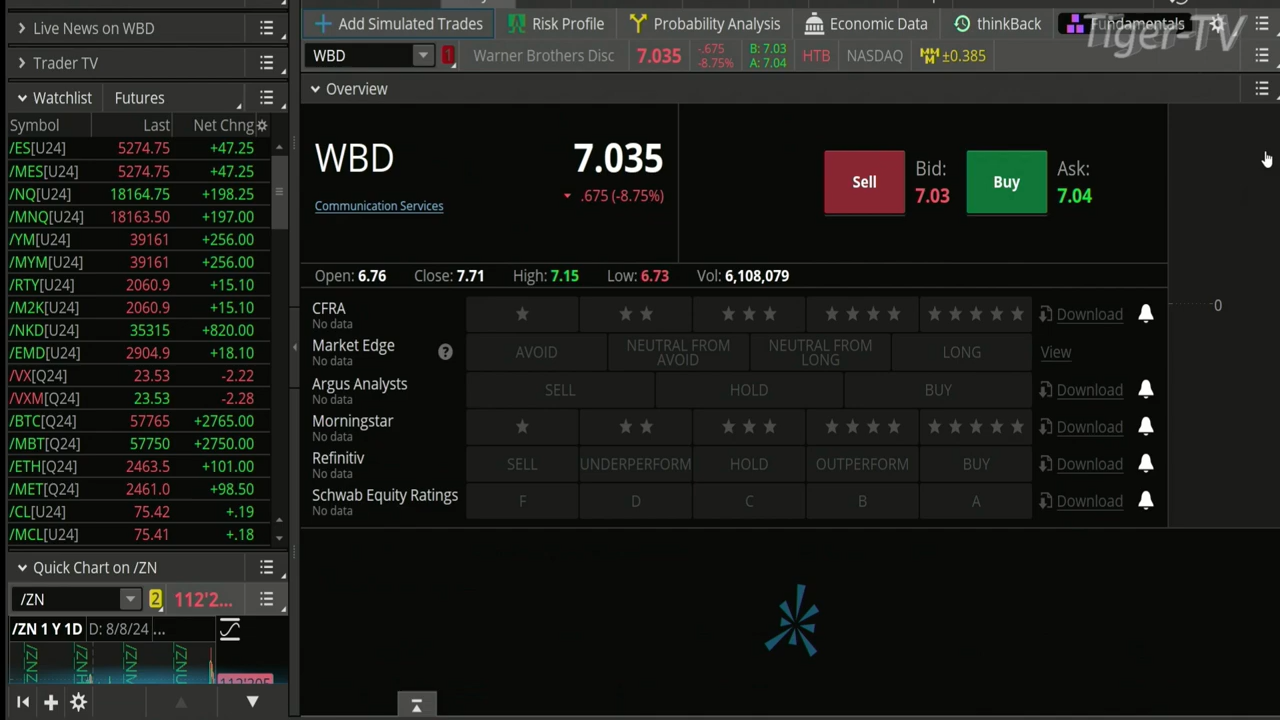 Live News on WBD
Trader TV
Watchlist Futures
Symbol Last Net Chng
/ES[U24] 5274.75 +47.25
/MES[U24] 5274.75 +47.25
/NQ[U24] 18164.75 +198.25
/MNQ[U24] 18163.50 +197.00
/YM[U24] 39161 +256.00
/MYM[U24] 39161 +256.00
/RTY[U24] 2060.9 +15.10
/M2K[U24] 2060.9 +15.10
/NKD[U24] 35315 +820.00
/EMD[U24] 2904.9 +18.10
/VX[Q24] 23.53 -2.22
/VXM[Q24] 23.53 -2.28
/BTC[Q24] 57765 +2765.00
/MBT[Q24] 57750 +2750.00
/ETH[Q24] 2463.5 +101.00
/MET[Q24] 2461.0 +98.50
/CL[U24] 75.42 +.19
/MCL[U24] 75.41 +.18
Quick Chart on /ZN
/ZN 2 112'2...
/ZN 1 Y 1D D: 8/8/24 ...
Add Simulated Trades Risk Profile Probability Analysis Economic Data thinkBack Fundamentals
Tiger-TV
WBD 1 Warner Brothers Disc 7.035 -.675 -8.75% B: 7.03 A: 7.04 HTB NASDAQ ±0.385
Overview
WBD 7.035
.675 (-8.75%)
Communication Services
Sell Bid: 7.03 Buy Ask: 7.04
Open: 6.76 Close: 7.71 High: 7.15 Low: 6.73 Vol: 6,108,079
0
CFRA Download
No data
Market Edge ? AVOID NEUTRAL FROM AVOID NEUTRAL FROM LONG LONG View
No data
Argus Analysts SELL HOLD BUY Download
No data
Morningstar Download
No data
Refinitiv SELL UNDERPERFORM HOLD OUTPERFORM BUY Download
No data
Schwab Equity Ratings F D C B A Download
No data